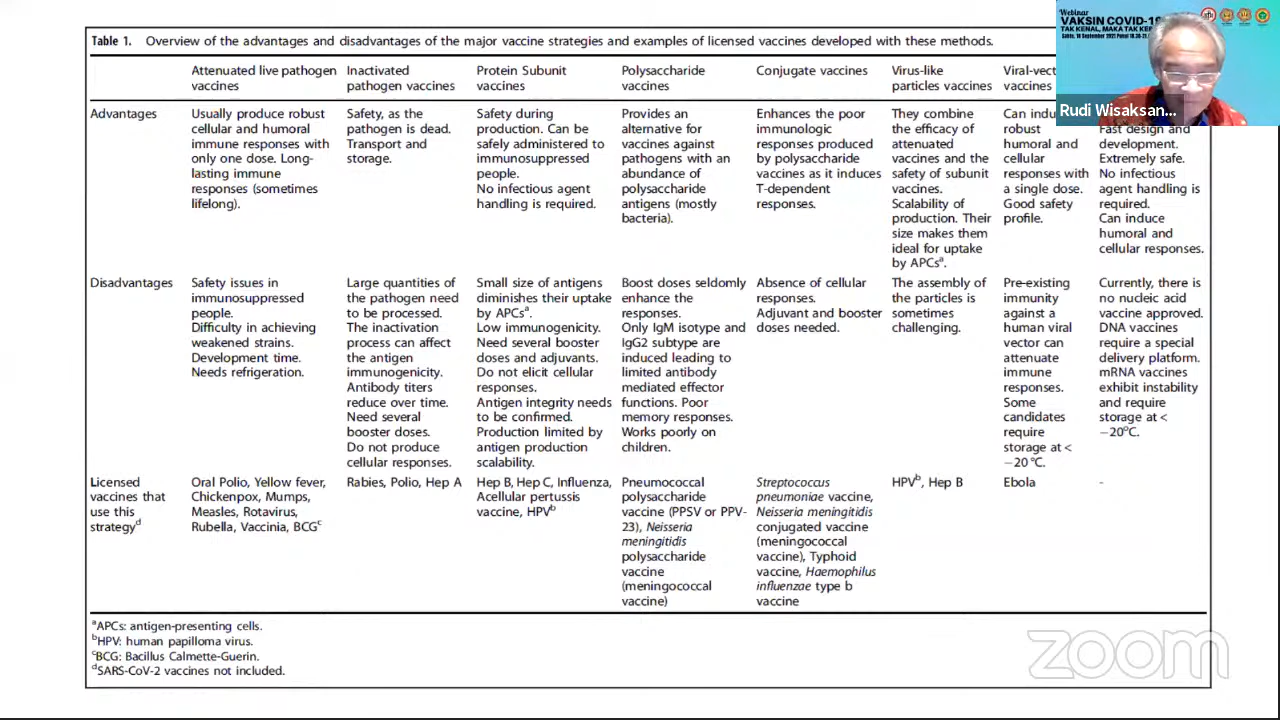 Table 1. Overview of the advantages and disadvantages of the major vaccine strategies and examples of licensed vaccines developed with these methods.
Webinar
VAKSIN COVID-19
TAK KENAL, MAKA TAK
Rudi Wisaksan...
Attenuated live pathogen
vaccines
Inactivated
pathogen vaccines
Protein Subunit
vaccines
Polysaccharide
vaccines
Conjugate vaccines
Virus-like
particles vaccines
vaccines
Advantages
Usually produce robust
cellular and humoral
immune responses with
only one dose. Long-
lasting immune
responses (sometimes
lifelong).
Safety, as the
pathogen is dead.
Transport and
storage.
Safety during
production. Can be
safely administered to
immunosuppressed
people.
No infectious agent
handling is required.
Provides an
alternative for
vaccines against
pathogens with an
abundance of
polysaccharide
antigens (mostly
bacteria).
Enhances the poor
immunologic
responses produced
by polysaccharide
vaccines as it induces
T-dependent
responses.
They combine
the efficacy of
attenuated
vaccines and the
safety of subunit
vaccines.
Scalability of
production. Their
size makes them
ideal for uptake
by APCsª.
Can
robust
humoral and
cellular
responses with
a single dose.
Good safety
profile.
Fast design and
development.
Extremely safe.
No infectious
agent handling is
required.
Can induce
humoral and
cellular responses.
Disadvantages
Safety issues in
immunosuppressed
people.
Difficulty in achieving
weakened strains.
Development time.
Needs refrigeration.
Large quantities of
the pathogen need
to be processed.
The inactivation
process can affect
the antigen
immunogenicity.
Antibody titers
reduce over time.
Need several
booster doses.
Do not produce
cellular responses.
Small size of antigens
diminishes their uptake
by APCsª.
Low immunogenicity.
Need several booster
doses and adjuvants.
Do not elicit cellular
responses.
Antigen integrity needs
to be confirmed.
Production limited by
antigen production
scalability.
Boost doses seldomly
enhance the
responses.
Only IgM isotype and
IgG2 subtype are
induced leading to
limited antibody
mediated effector
functions. Poor
memory responses.
Works poorly on
children.
Absence of cellular
responses.
Adjuvant and booster
doses needed.
The assembly of
the particles is
sometimes
challenging.
Pre-existing
immunity
against a
human viral
vector can
attenuate
immune
responses.
Some
candidates
require
storage at <
−20 °C.
Currently, there is
no nucleic acid
vaccine approved.
DNA vaccines
require a special
delivery platform.
mRNA vaccines
exhibit instability
and require
storage at <
−20°C.
Licensed
vaccines that
use this
strategyᵈ
Oral Polio, Yellow fever,
Chickenpox, Mumps,
Measles, Rotavirus,
Rubella, Vaccinia, BCGᶜ
Rabies, Polio, Hep A
Hep B, Hep C, Influenza,
Acellular pertussis
vaccine, HPVᵇ
Pneumococcal
polysaccharide
vaccine (PPSV or PPV-
23), Neisseria
meningitidis
polysaccharide
vaccine
(meningococcal
vaccine)
Streptococcus
pneumoniae vaccine,
Neisseria meningitidis
conjugated vaccine
(meningococcal
vaccine), Typhoid
vaccine, Haemophilus
influenzae type b
vaccine
HPVᵇ, Hep B
Ebola
-
ªAPCs: antigen-presenting cells.
ᵇHPV: human papilloma virus.
ᶜBCG: Bacillus Calmette-Guerin.
ᵈSARS-CoV-2 vaccines not included.
zoom